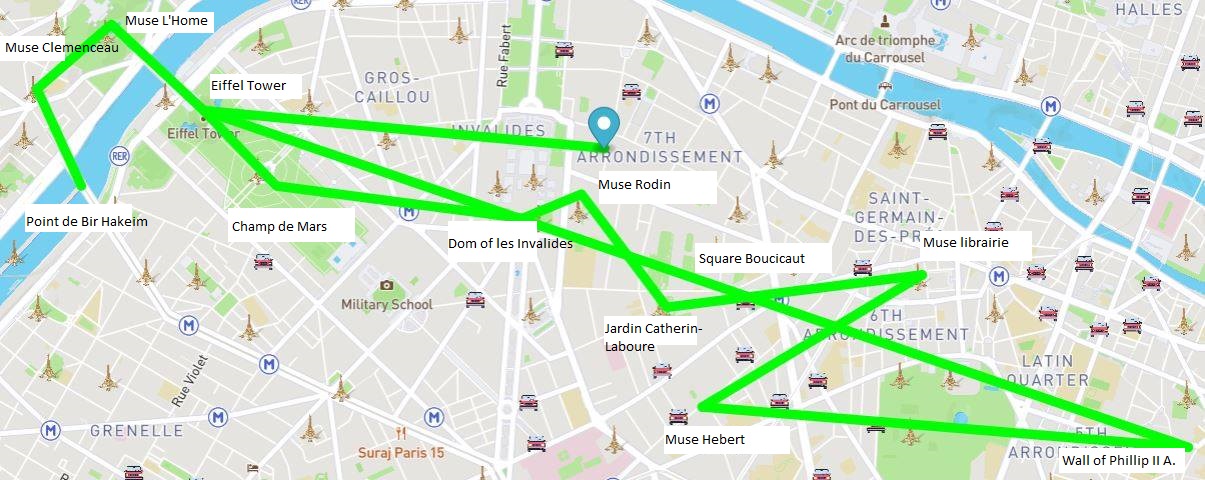 Muse L'Home
HALLES
Muse Clemenceau
Arc de triomphe
du Carrousel
Rue Fabert
GROS-
CAILLOU
Eiffel Tower
M
M
Pont du Carrousel
Eiffel Tower
INVALIDES
7TH
ARRONDISSEMENT
RER
Muse Rodin
SAINT-
GERMAIN-
DES-PR
Point de Bir Hakeim
Champ de Mars
M
Dom of les Invalides
Muse librairie
Square Boucicaut
M
Military School
M
Jardin Catherin-
Laboure
6TH
ARRONDISSEMENT
M
M
Rue Violet
LATIN
QUARTER
M
M
M
GRENELLE
Muse Hebert
5TH
Suraj Paris 15
Wall of Phillip II A.